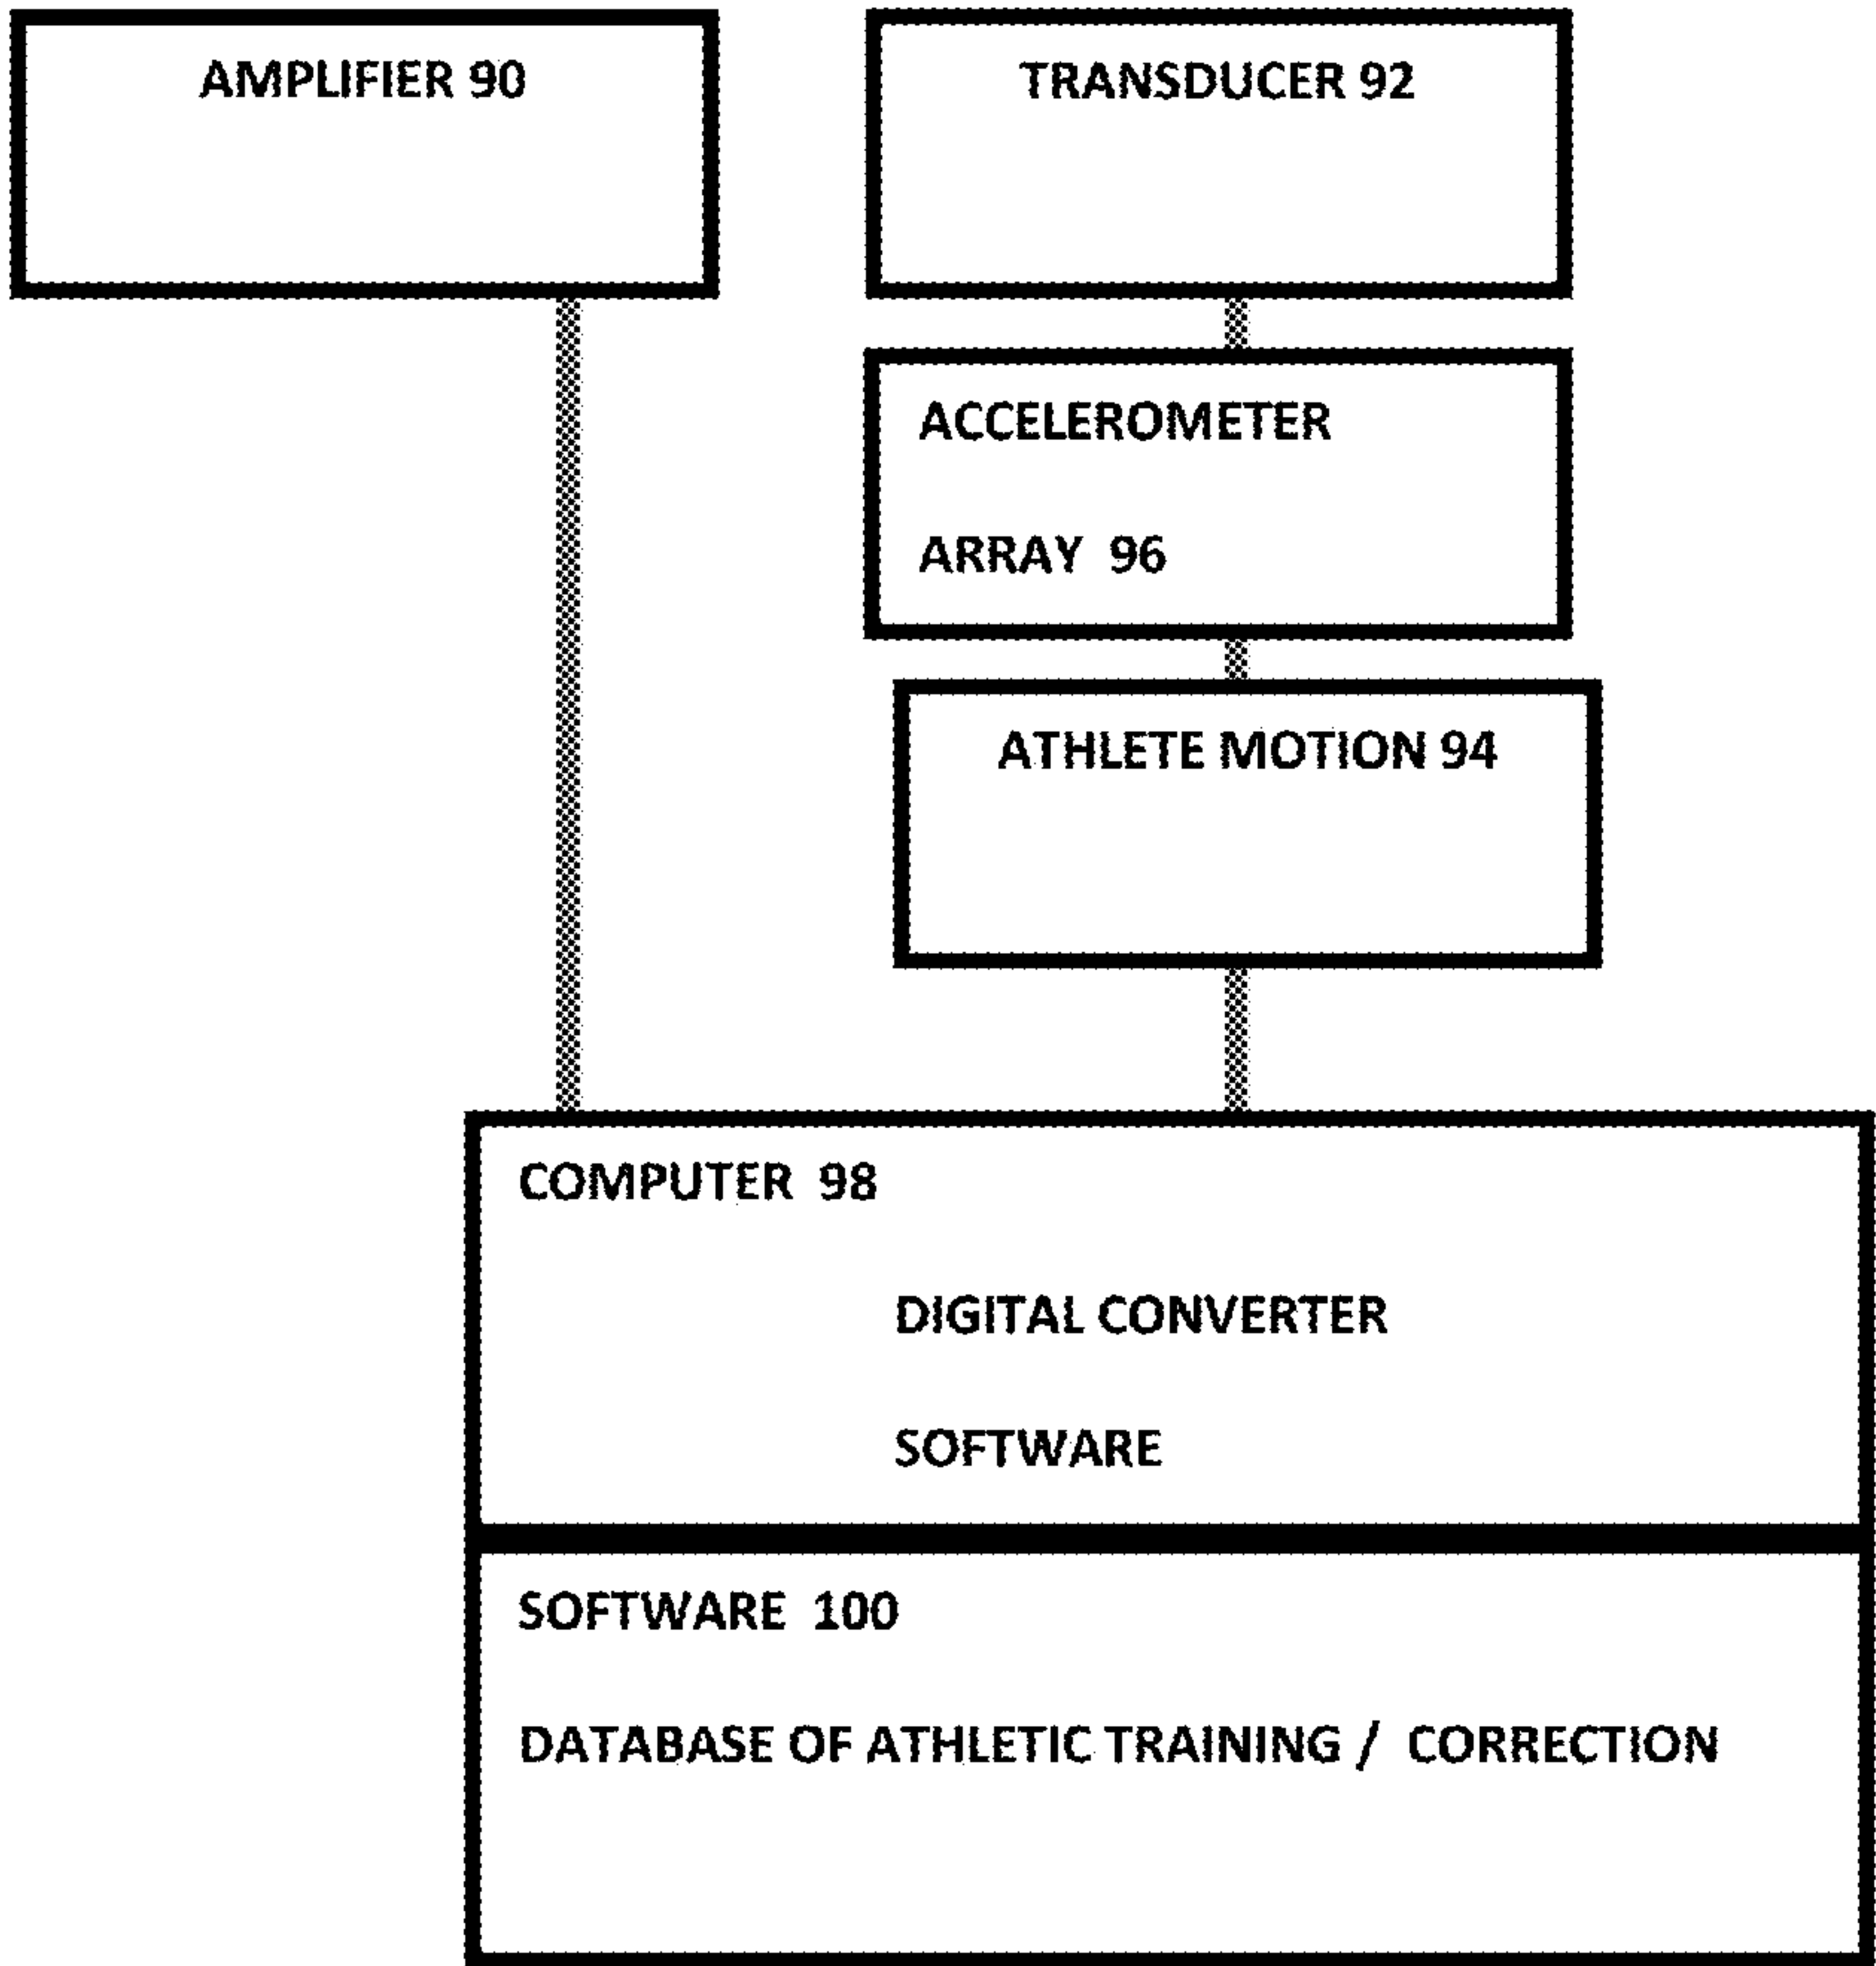 AMPLIFIER 90
TRANSDUCER 92
ACCELEROMETER
ARRAY 96
ATHLETE MOTION 94
COMPUTER 98
DIGITAL CONVERTER
SOFTWARE
SOFTWARE 100
DATABASE OF ATHLETIC TRAINING / CORRECTION